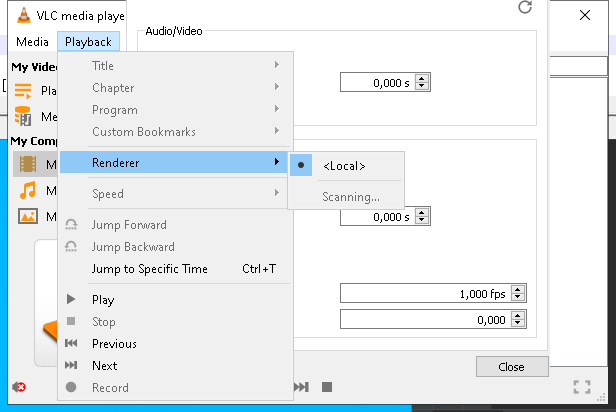 VLC media playe
Media Playback
Audio/Video
My Vide
Title
0,000 s
Pla
Chapter
Me
Program
Custom Bookmarks
My Comp
M
Renderer
<Local>
M
Speed
Scanning...
M
0,000 s
Jump Forward
Jump Backward
Jump to Specific Time Ctrl+T
Play
1,000 fps
Stop
0,000
Previous
Next
Close
Record